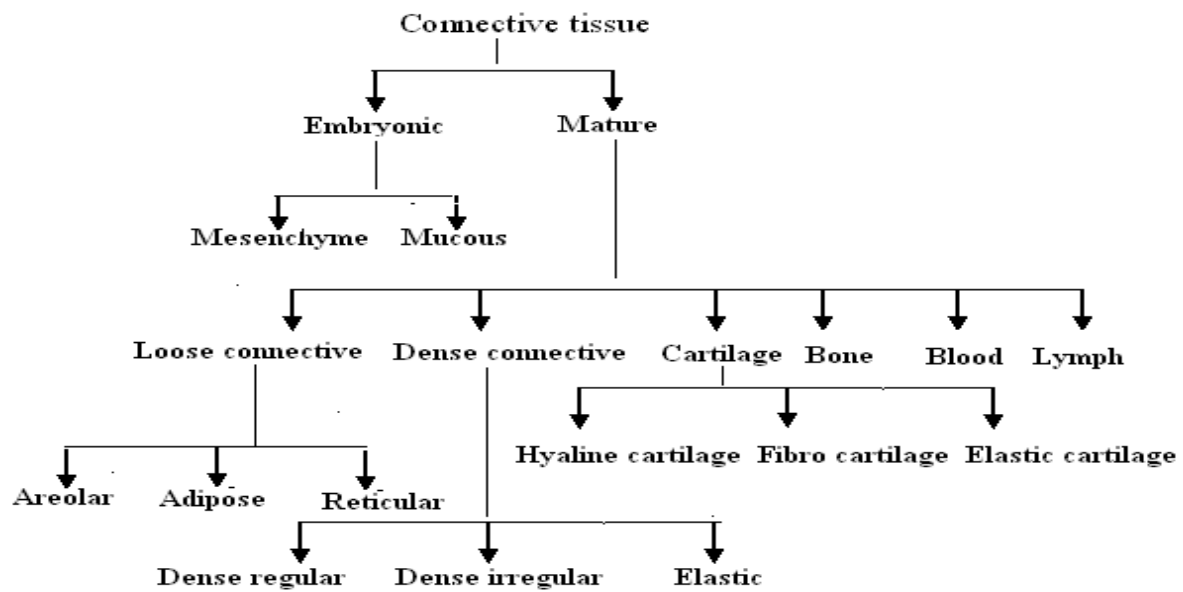 Connective tissue
Embryonic Mature
Mesenchyme Mucous
Loose connective Dense connective Cartilage Bone Blood Lymph
Hyaline cartilage Fibro cartilage Elastic cartilage
Areolar Adipose Reticular
Dense regular Dense irregular Elastic